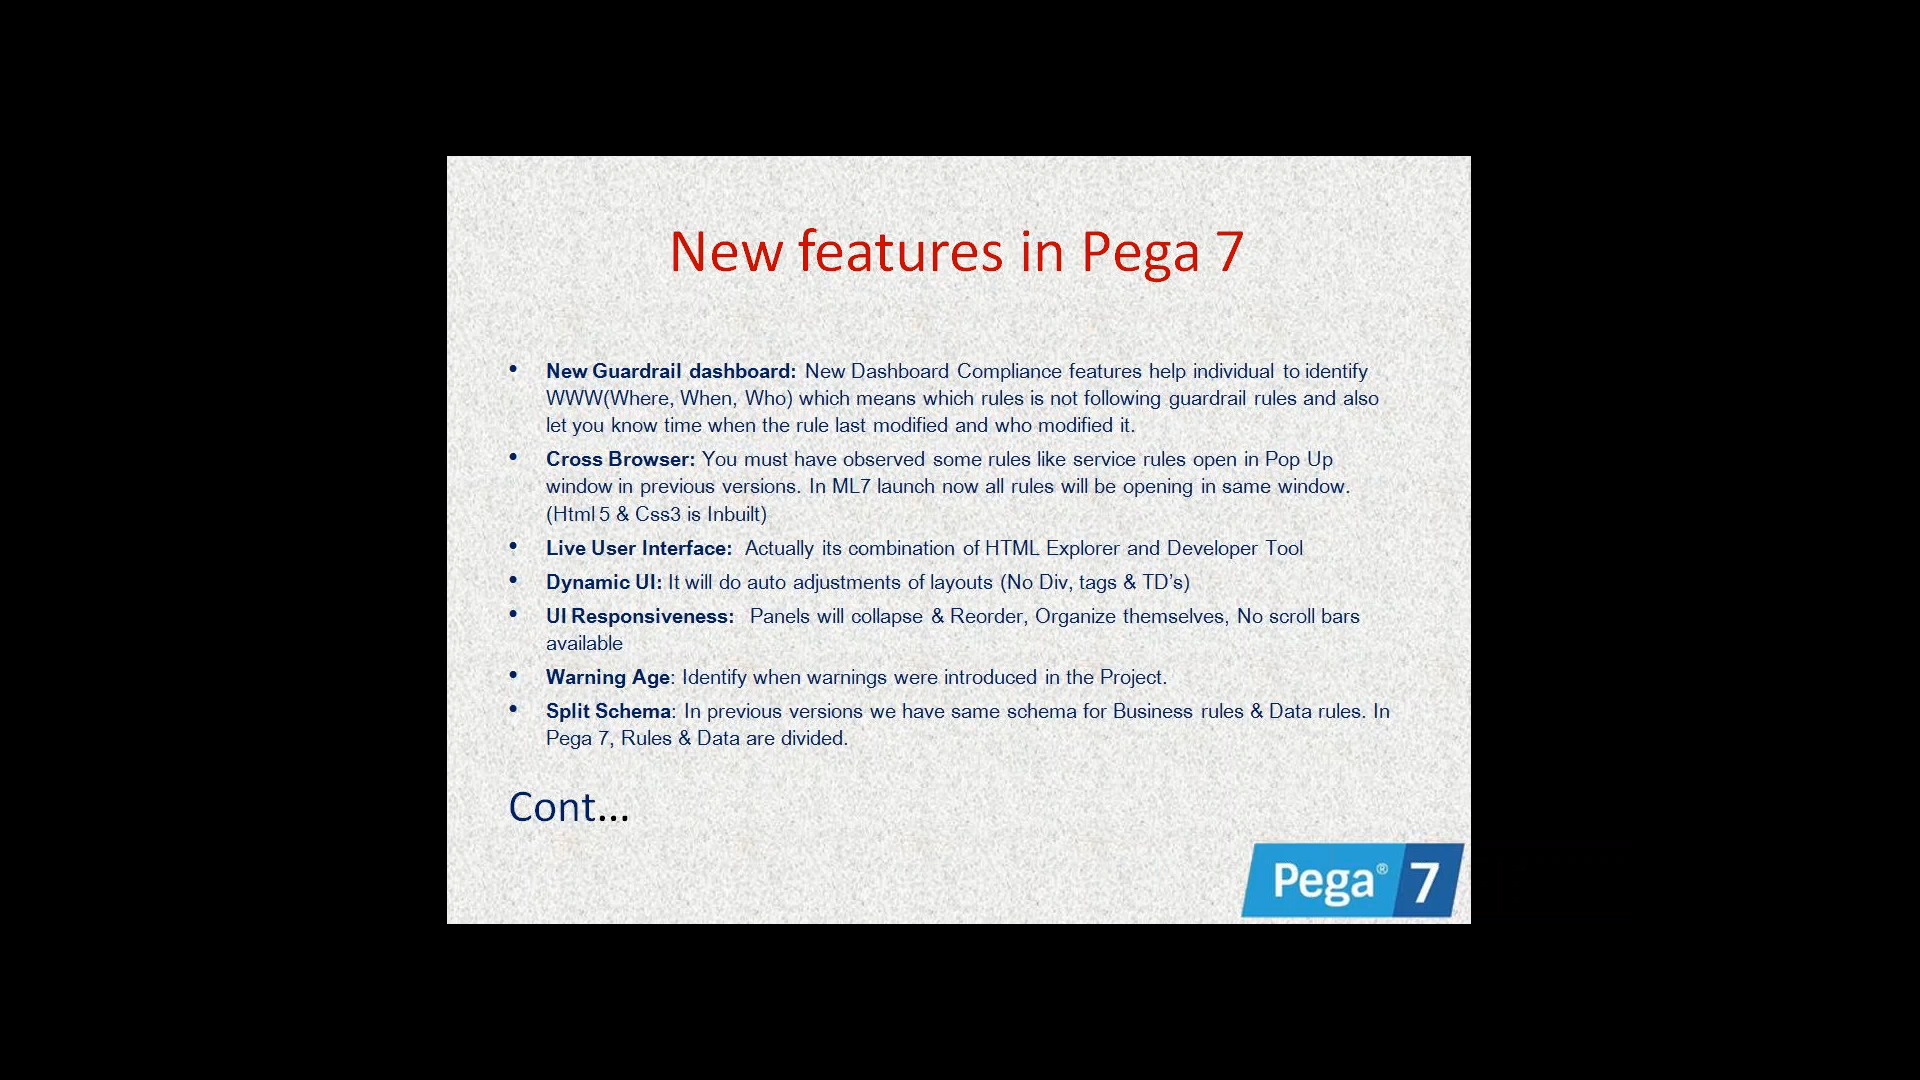 New features in Pega 7
• New Guardrail dashboard: New Dashboard Compliance features help individual to identify
WWW(Where, When, Who) which means which rules is not following guardrail rules and also
let you know time when the rule last modified and who modified it.
• Cross Browser: You must have observed some rules like service rules open in Pop Up
window in previous versions. In ML7 launch now all rules will be opening in same window.
(Html 5 & Css3 is Inbuilt)
• Live User Interface: Actually its combination of HTML Explorer and Developer Tool
• Dynamic UI: It will do auto adjustments of layouts (No Div, tags & TD’s)
• UI Responsiveness: Panels will collapse & Reorder, Organize themselves, No scroll bars
available
• Warning Age: Identify when warnings were introduced in the Project.
• Split Schema: In previous versions we have same schema for Business rules & Data rules. In
Pega 7, Rules & Data are divided.
Cont...
Pega® 7